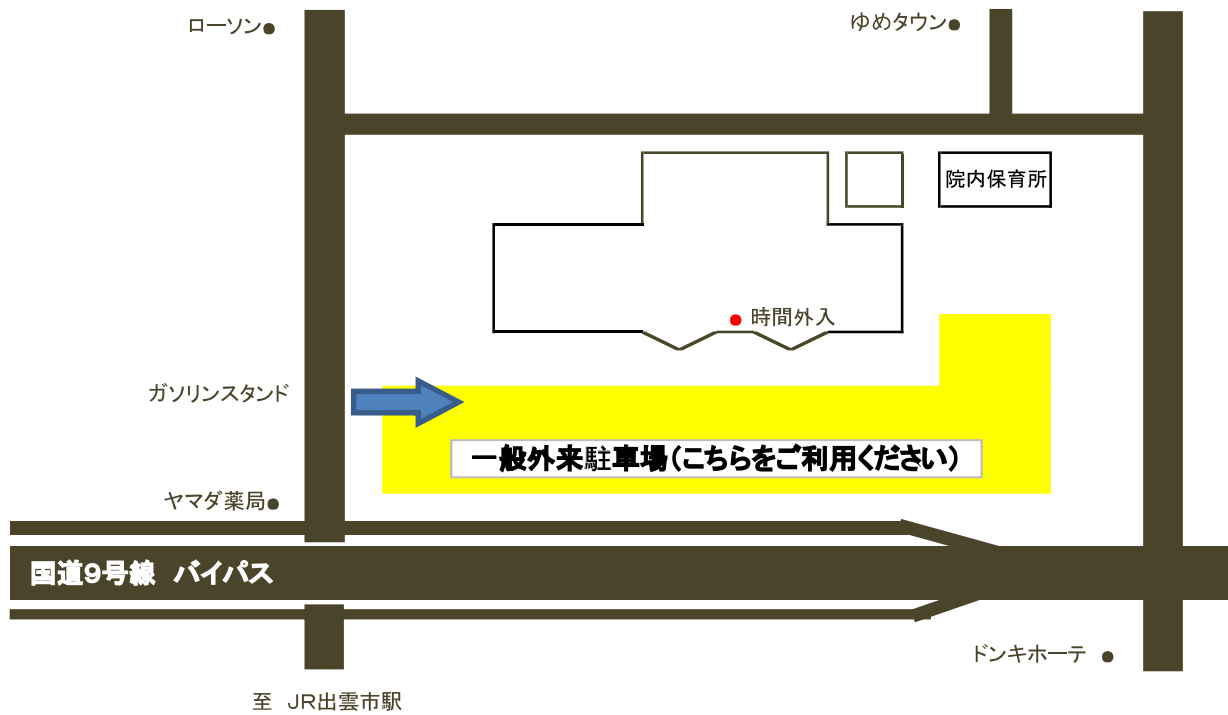 ローソン
ゆめタウン
院内保育所
時間外入
ガソリンスタンド
一般外来駐車場（こちらをご利用ください）
ヤマダ薬局
国道９号線　バイパス
ドンキホーテ
至　ＪＲ出雲市駅